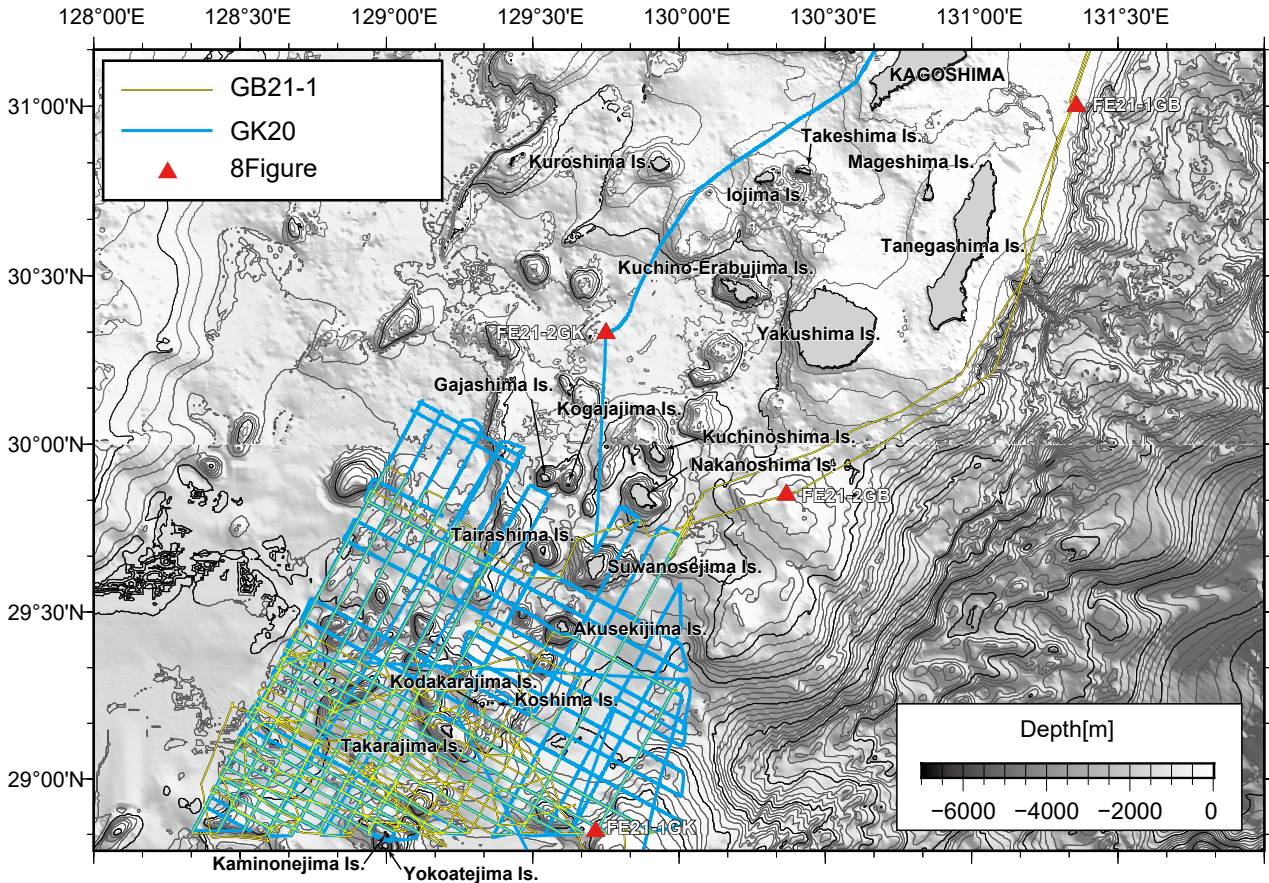 128°00'E 128°30'E 129°00'E 129°30'E 130°00'E 130°30'E 131°00'E 131°30'E
31°00'N
30°30'N
30°00'N
29°30'N
29°00'N
GB21-1
GK20
8Figure
KAGOSHIMA
FE21-1GB
Takeshima Is.
Kuroshima Is.
Mageshima Is.
Iojima Is.
Tanegashima Is.
Kuchino-Erabujima Is.
FE21-2GK
Yakushima Is.
Gajashima Is.
Kogajajima Is.
Kuchinoshima Is.
Nakanoshima Is.
FE21-2GB
Tairashima Is.
Suwanosejima Is.
Akusekijima Is.
Kodakarajima Is.
Koshima Is.
Takarajima Is.
FE21-1GK
Kaminonejima Is.
Yokoatejima Is.
Depth[m]
-6000 -4000 -2000 0